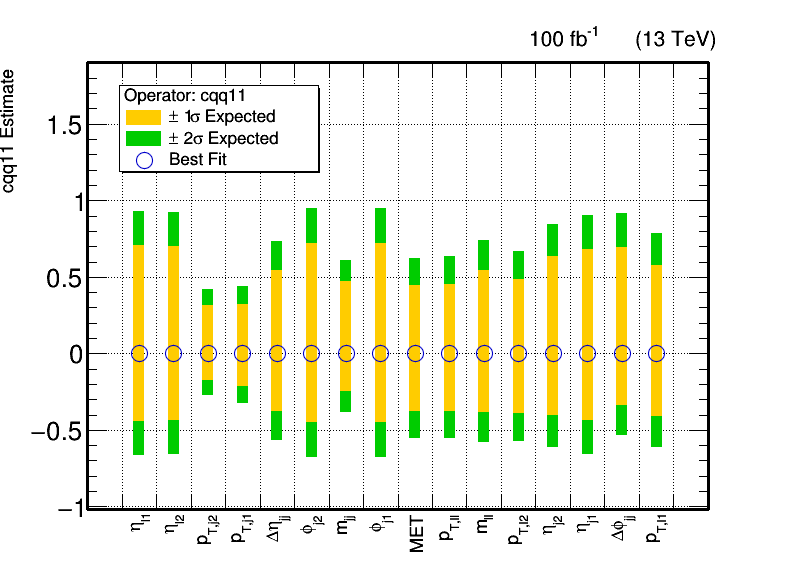 100 fb-1 (13 TeV)
cqq11 Estimate
Operator: cqq11
± 1σ Expected
± 2σ Expected
Best Fit
1.5
1
0.5
0
−0.5
−1
ηl1
ηl2
pT,j2
pT,j1
Δηjj
ϕj2
mjj
ϕj1
MET
pT,ll
mll
pT,l2
ηj2
ηj1
Δϕjj
pT,l1